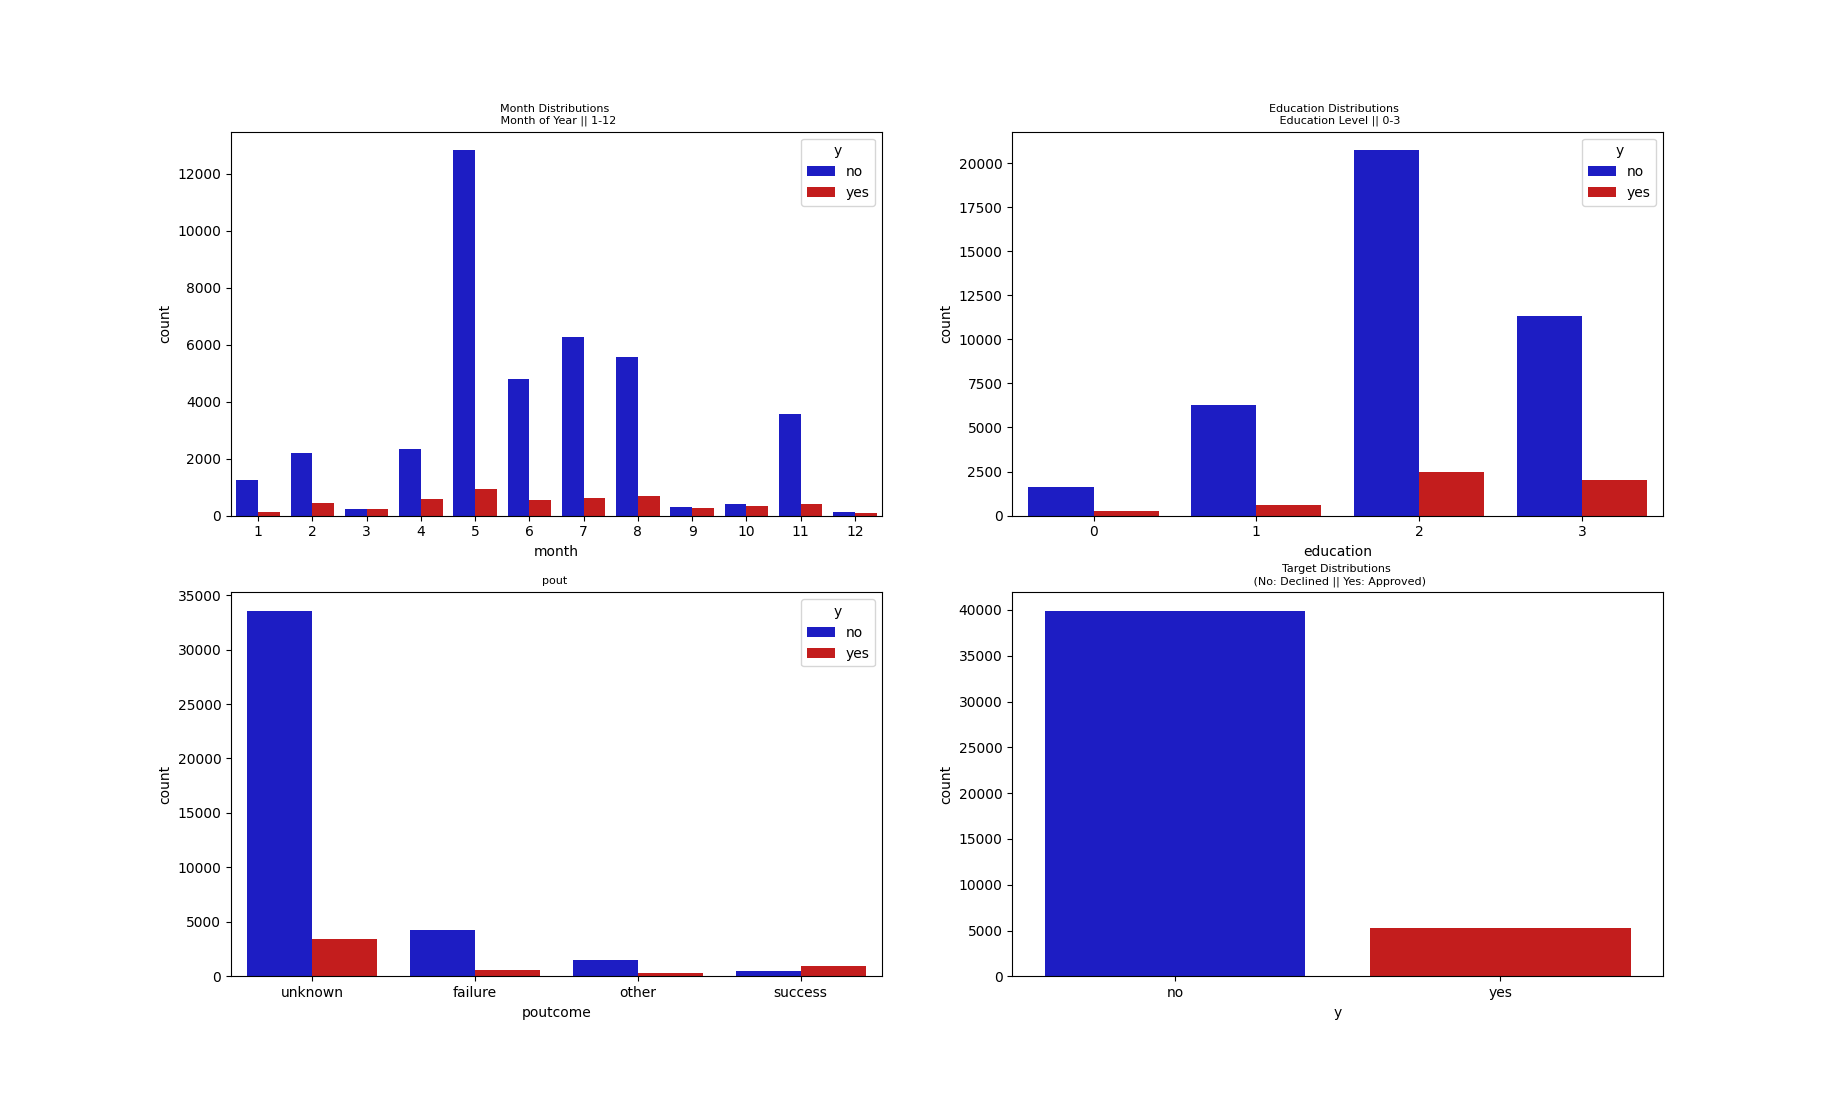 Month Distributions
Month of Year || 1-12
count
12000
10000
8000
6000
4000
2000
0
y
no
yes
1 2 3 4 5 6 7 8 9 10 11 12
month
Education Distributions
Education Level || 0-3
count
20000
17500
15000
12500
10000
7500
5000
2500
0
y
no
yes
0 1 2 3
education
pout
count
35000
30000
25000
20000
15000
10000
5000
0
y
no
yes
unknown failure other success
poutcome
Target Distributions
(No: Declined || Yes: Approved)
count
40000
35000
30000
25000
20000
15000
10000
5000
0
no yes
y